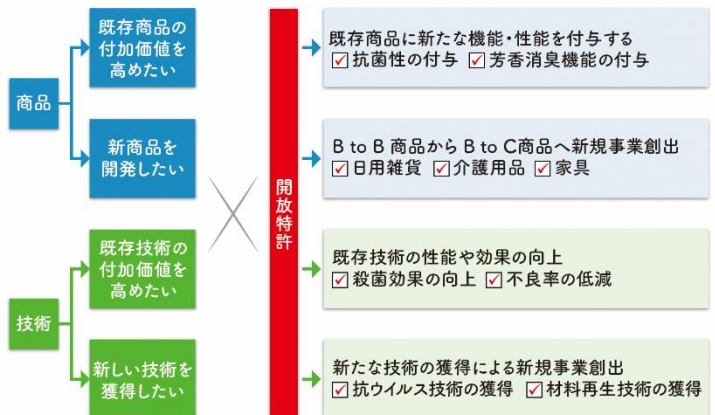 商品
既存商品の
付加価値を
高めたい
新商品を
開発したい
技術
既存技術の
付加価値を
高めたい
新しい技術を
獲得したい
開放特許
既存商品に新たな機能・性能を付与する
抗菌性の付与 芳香消臭機能の付与
B to B 商品から B to C商品へ新規事業創出
日用雑貨 介護用品 家具
既存技術の性能や効果の向上
殺菌効果の向上 不良率の低減
新たな技術の獲得による新規事業創出
抗ウイルス技術の獲得 材料再生技術の獲得